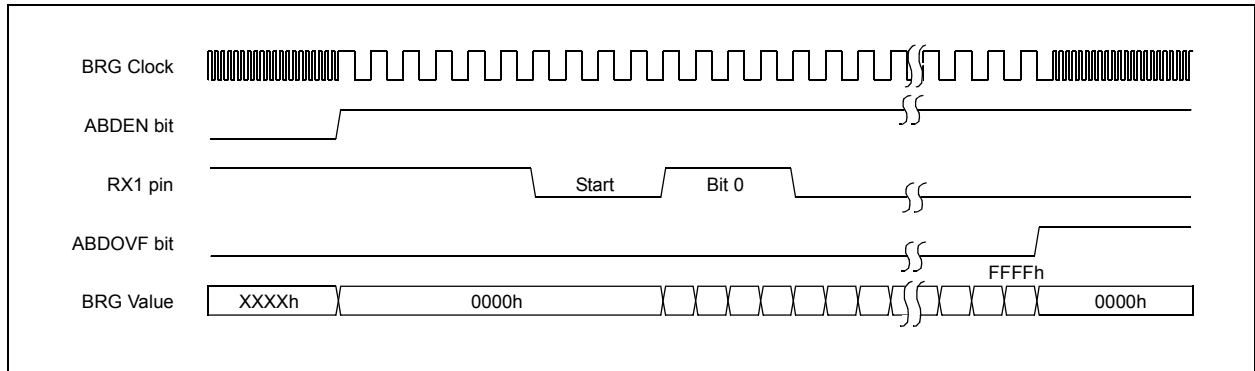 BRG Clock
ABDEN bit
RX1 pin
Start
Bit 0
ABDOVF bit
FFFFh
BRG Value
XXXXh
0000h
0000h